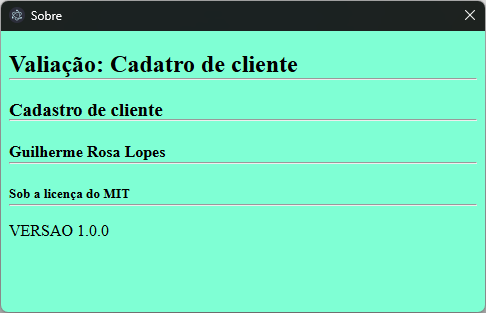 Sobre
Valiação: Cadatro de cliente
Cadastro de cliente
Guilherme Rosa Lopes
Sob a licença do MIT
VERSAO 1.0.0